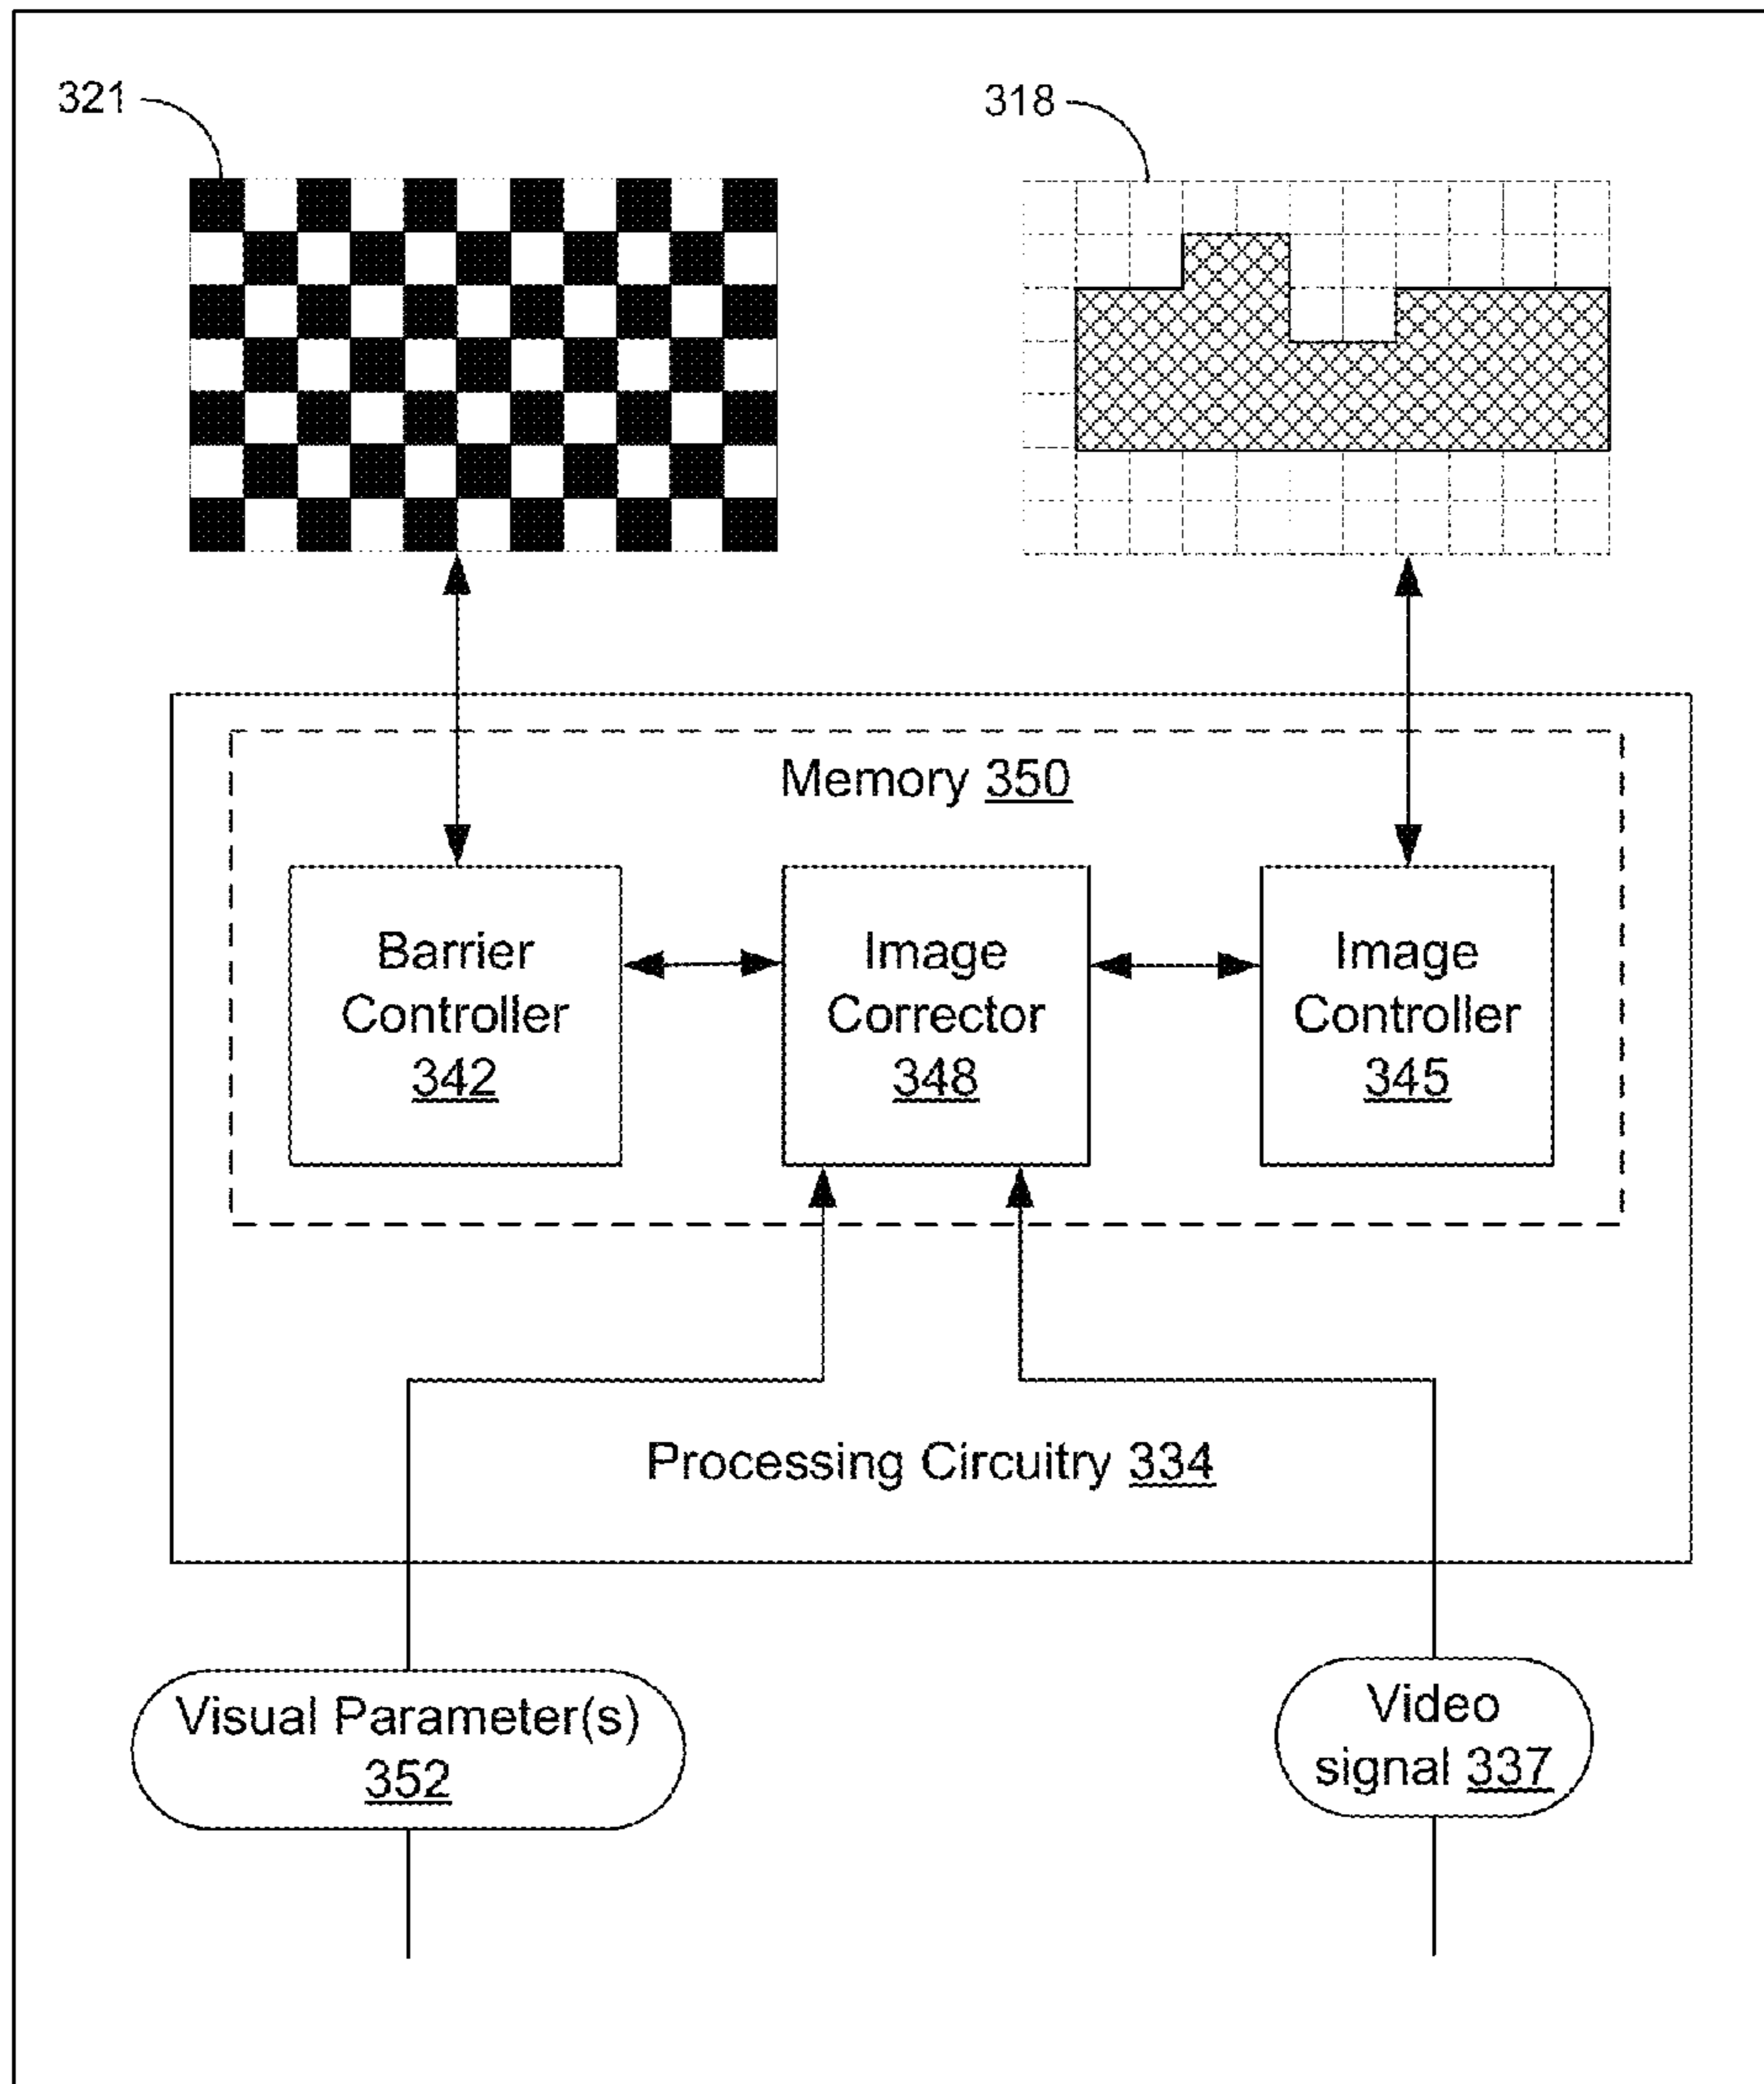 321
318
Memory 350
Barrier
Controller
342
Image
Corrector
348
Image
Controller
345
Processing Circuitry 334
Visual Parameter(s)
352
Video
signal 337